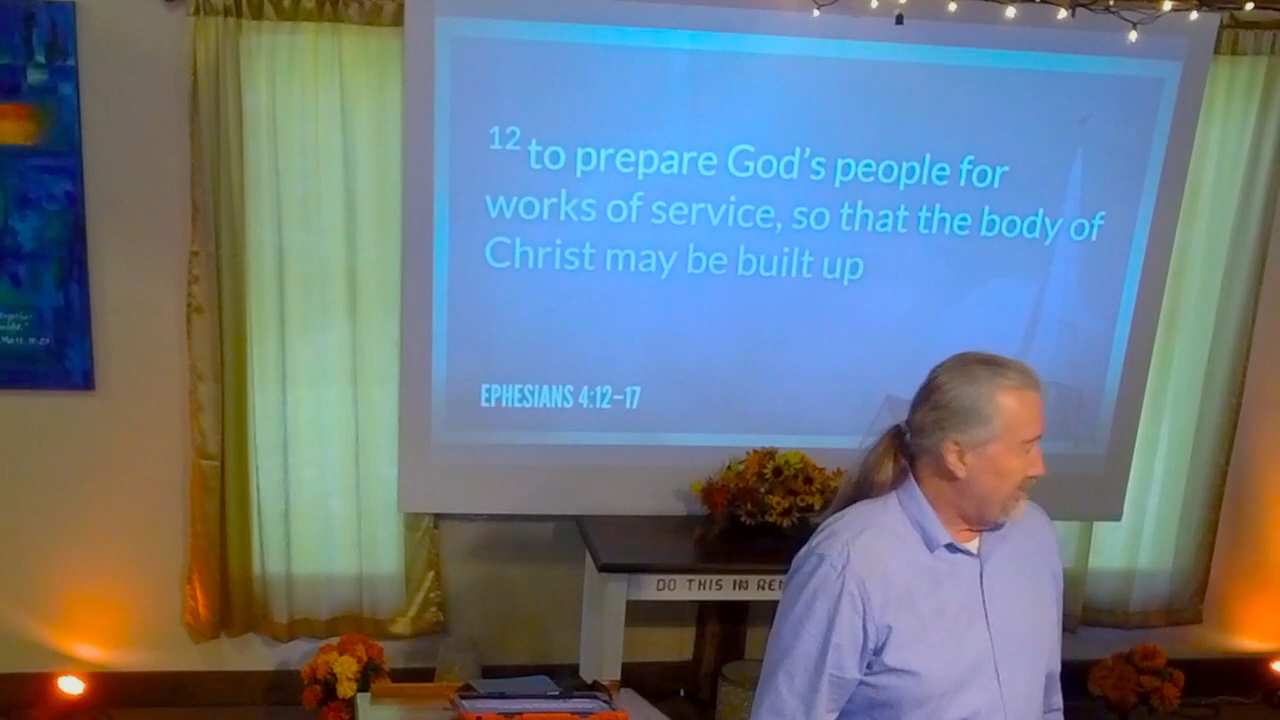 12 to prepare God's people for
works of service, so that the body of
Christ may be built up
EPHESIANS 4:12–17
DO THIS IN